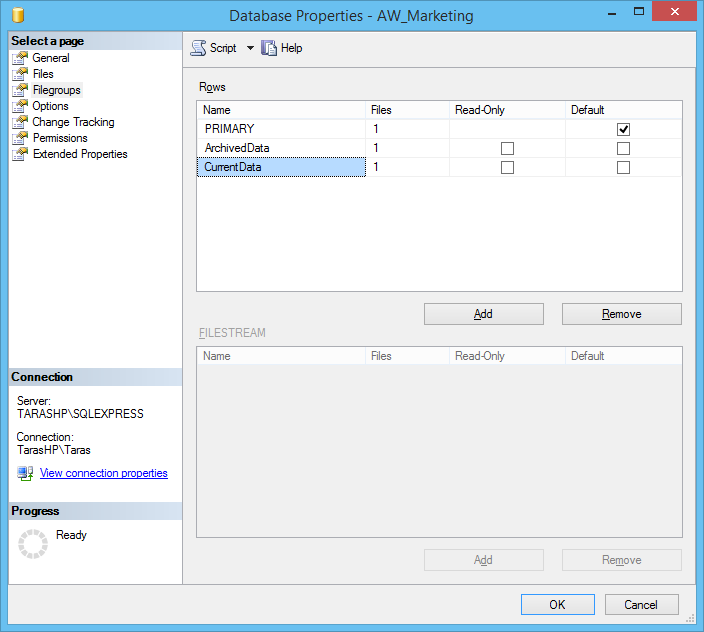 Database Properties - AW_Marketing
Select a page
General
Files
Filegroups
Options
Change Tracking
Permissions
Extended Properties
Connection
Server:
TARASHP\SQLEXPRESS
Connection:
TarasHP\Taras
View connection properties
Progress
Ready
Script Help
Rows
Name Files Read-Only Default
PRIMARY 1
ArchivedData 1
CurrentData 1
Add Remove
FILESTREAM
Name Files Read-Only Default
Add Remove
OK Cancel